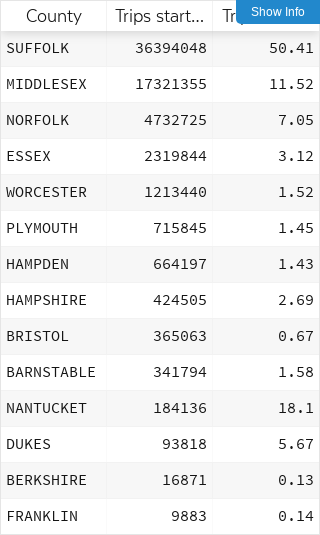 County Trips start... Tr
Show Info
SUFFOLK 36394048 50.41
MIDDLESEX 17321355 11.52
NORFOLK 4732725 7.05
ESSEX 2319844 3.12
WORCESTER 1213440 1.52
PLYMOUTH 715845 1.45
HAMPDEN 664197 1.43
HAMPSHIRE 424505 2.69
BRISTOL 365063 0.67
BARNSTABLE 341794 1.58
NANTUCKET 184136 18.1
DUKES 93818 5.67
BERKSHIRE 16871 0.13
FRANKLIN 9883 0.14